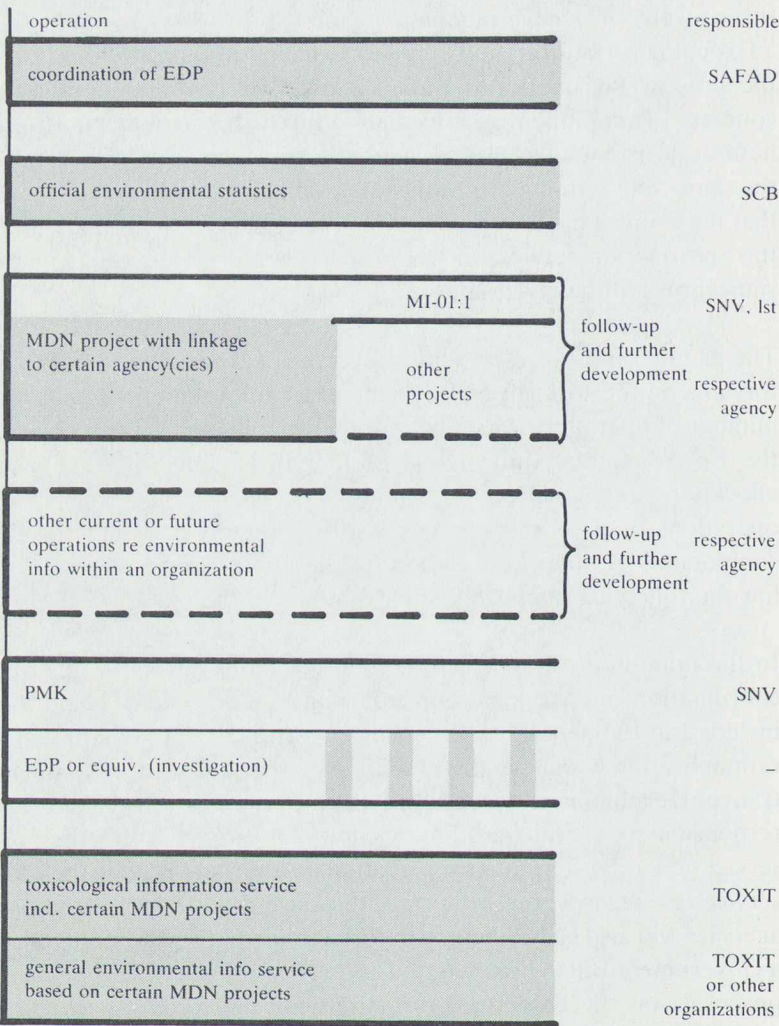 operation responsible
coordination of EDP SAFAD
official environmental statistics SCB
MI-01:1 SNV, lst
MDN project with linkage
to certain agency(cies)
other
projects
follow-up
and further
development
respective
agency
other current or future
operations re environmental
info within an organization
follow-up
and further
development
respective
agency
PMK SNV
EpP or equiv. (investigation) –
toxicological information service
incl. certain MDN projects
TOXIT
general environmental info service
based on certain MDN projects
TOXIT
or other
organizations